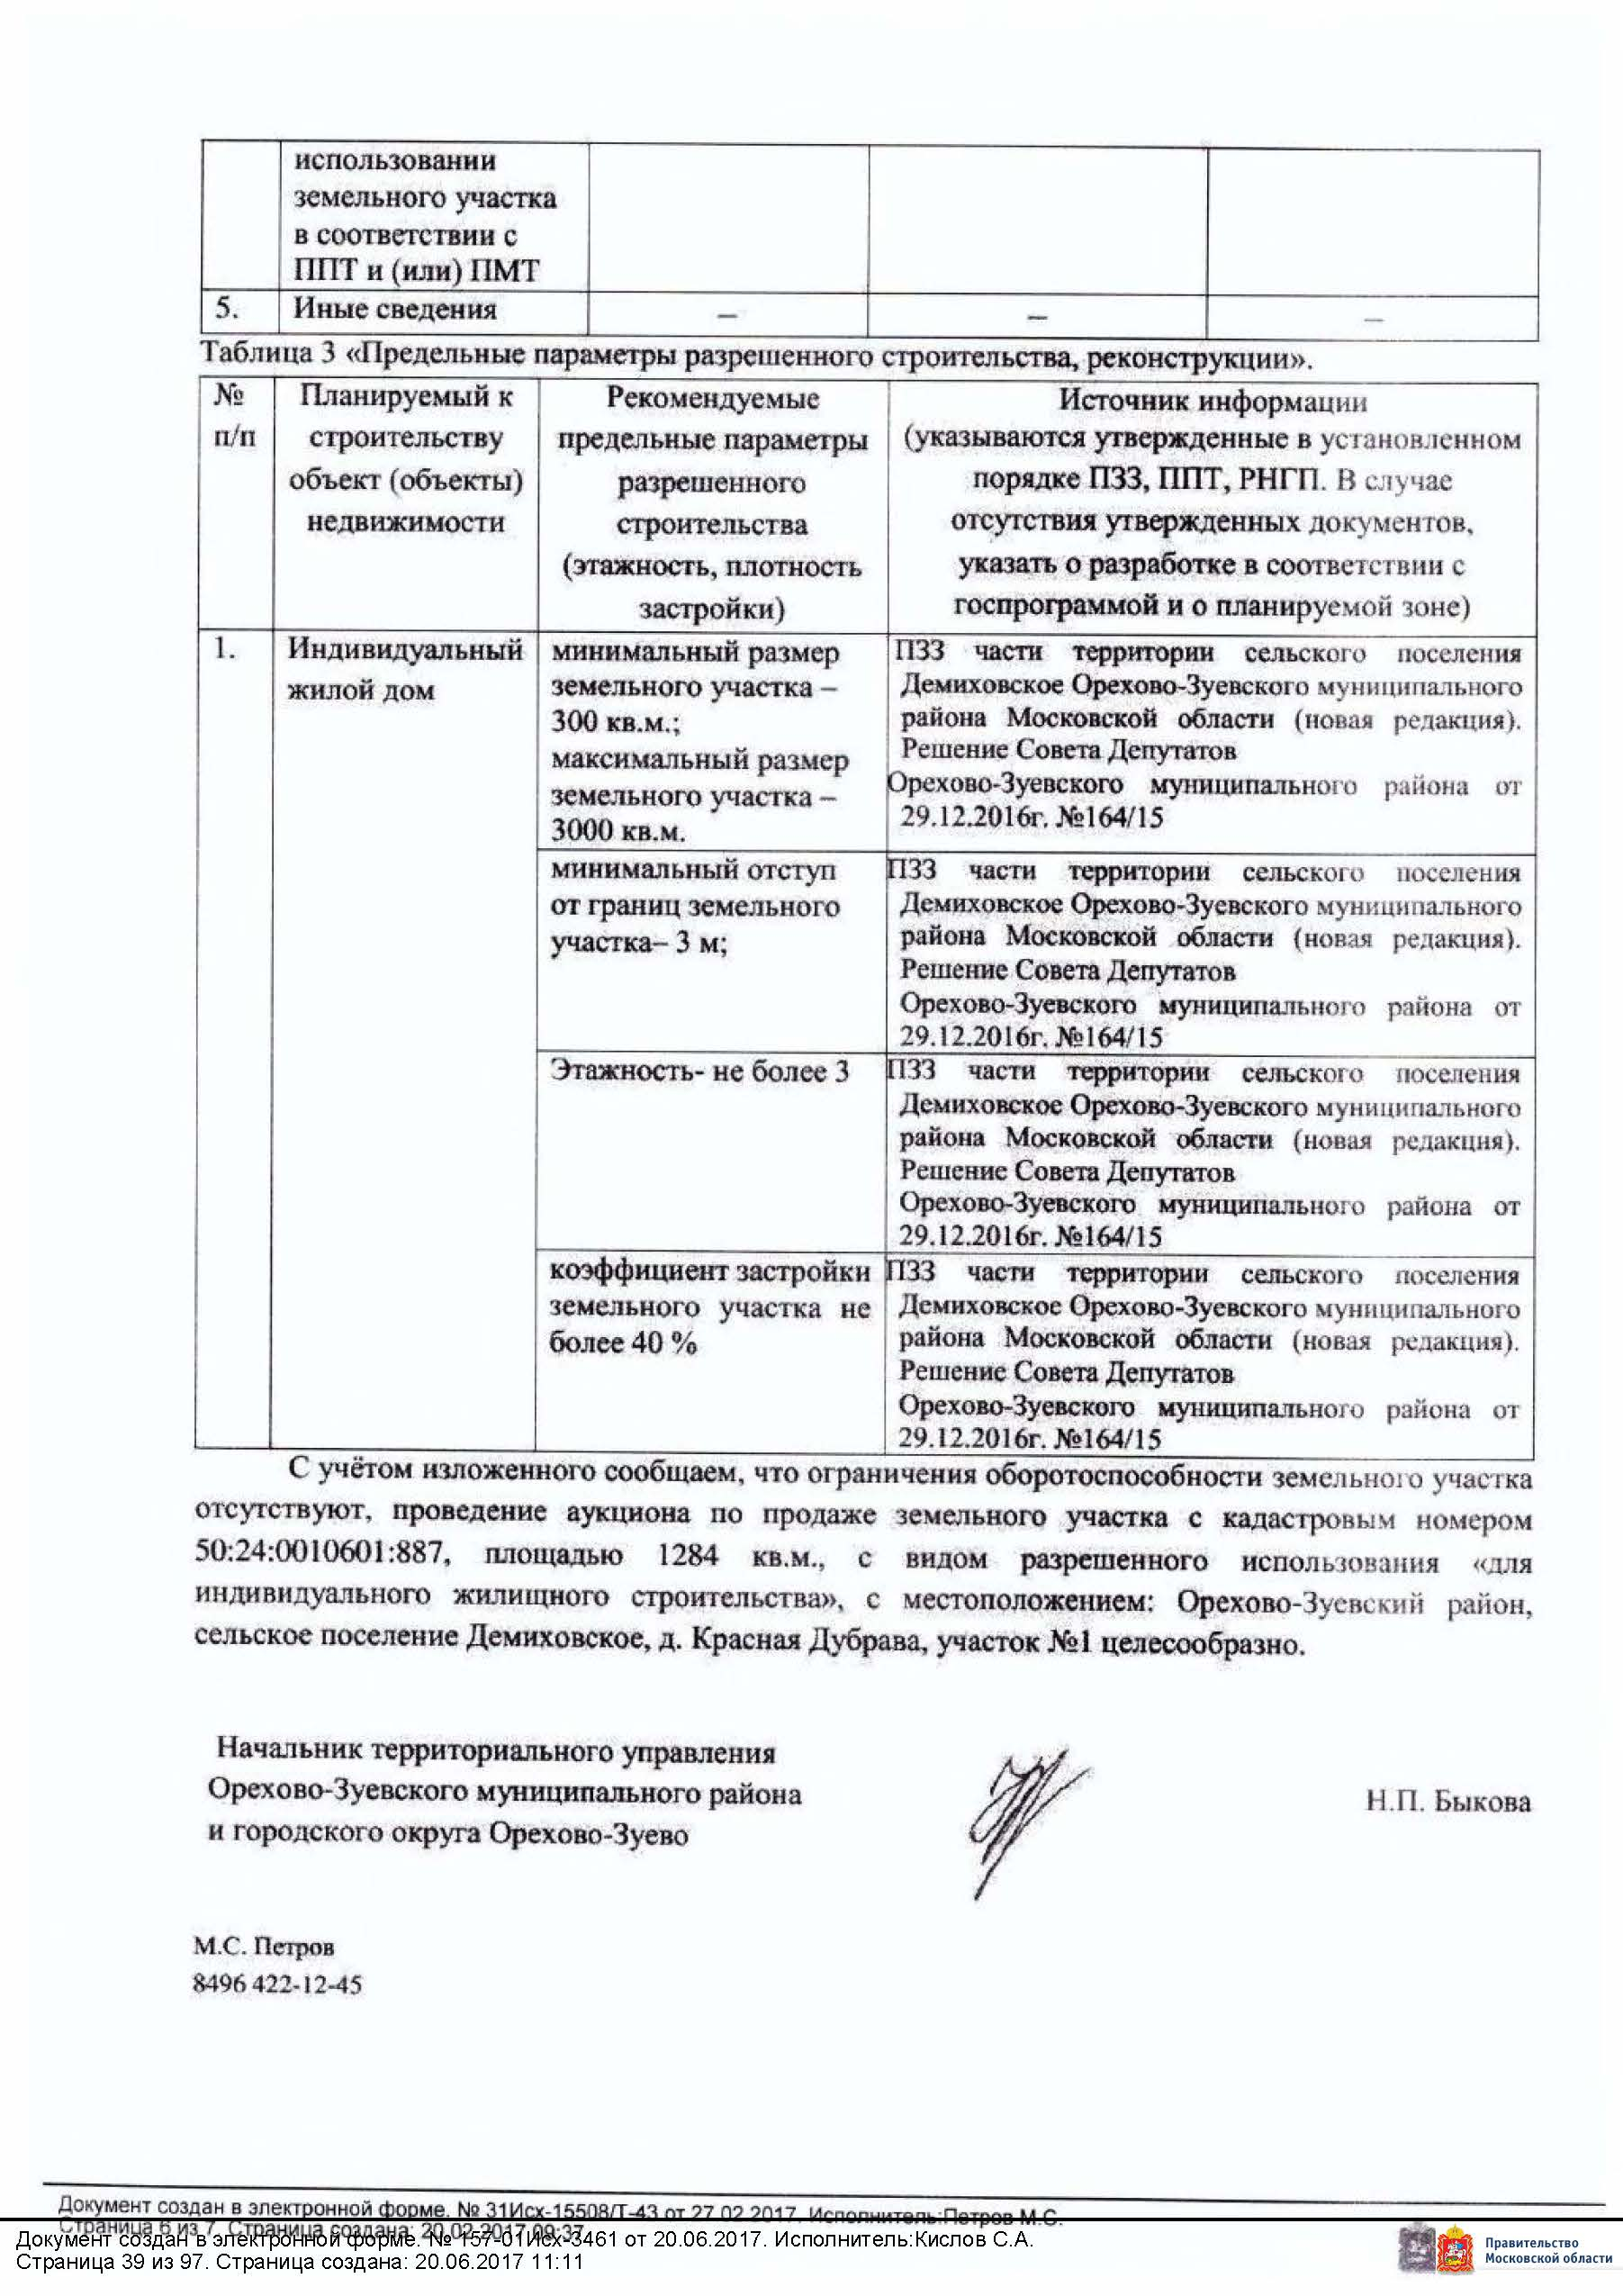 использовании
земельного участка
в соответствии с
ППТ и (или) ПМТ
5. Иные сведения – – –
Таблица 3 «Предельные параметры разрешенного строительства, реконструкции».
№
п/п
Планируемый к
строительству
объект (объекты)
недвижимости
Рекомендуемые
предельные параметры
разрешенного
строительства
(этажность, плотность
застройки)
Источник информации
(указываются утвержденные в установленном
порядке ПЗЗ, ППТ, РНГП. В случае
отсутствия утвержденных документов,
указать о разработке в соответствии с
госпрограммой и о планируемой зоне)
1.
Индивидуальный
жилой дом
минимальный размер
земельного участка –
300 кв.м.;
максимальный размер
земельного участка –
3000 кв.м.
ПЗЗ части территории сельского поселения
Демиховское Орехово-Зуевского муниципального
района Московской области (новая редакция).
Решение Совета Депутатов
Орехово-Зуевского муниципального района от
29.12.2016г. №164/15
минимальный отступ
от границ земельного
участка– 3 м;
ПЗЗ части территории сельского поселения
Демиховское Орехово-Зуевского муниципального
района Московской области (новая редакция).
Решение Совета Депутатов
Орехово-Зуевского муниципального района от
29.12.2016г. №164/15
Этажность- не более 3
ПЗЗ части территории сельского поселения
Демиховское Орехово-Зуевского муниципального
района Московской области (новая редакция).
Решение Совета Депутатов
Орехово-Зуевского муниципального района от
29.12.2016г. №164/15
коэффициент застройки
земельного участка не
более 40 %
ПЗЗ части территории сельского поселения
Демиховское Орехово-Зуевского муниципального
района Московской области (новая редакция).
Решение Совета Депутатов
Орехово-Зуевского муниципального района от
29.12.2016г. №164/15
С учётом изложенного сообщаем, что ограничения оборотоспособности земельного участка
отсутствуют, проведение аукциона по продаже земельного участка с кадастровым номером
50:24:0010601:887, площадью 1284 кв.м., с видом разрешенного использования «для
индивидуального жилищного строительства», с местоположением: Орехово-Зуевский район,
сельское поселение Демиховское, д. Красная Дубрава, участок №1 целесообразно.
Начальник территориального управления
Орехово-Зуевского муниципального района
и городского округа Орехово-Зуево
Н.П. Быкова
М.С. Петров
8496 422-12-45
Документ создан в электронной форме. № 31Исх-15508/Т-43 от 27.02.2017. Исполнитель:Петров М.С.
Страница 6 из 7. Страница создана: 20.02.2017 09:37
Документ создан в электронной форме. № 157-01Исх-3461 от 20.06.2017. Исполнитель:Кислов С.А.
Страница 39 из 97. Страница создана: 20.06.2017 11:11
Правительство
Московской области